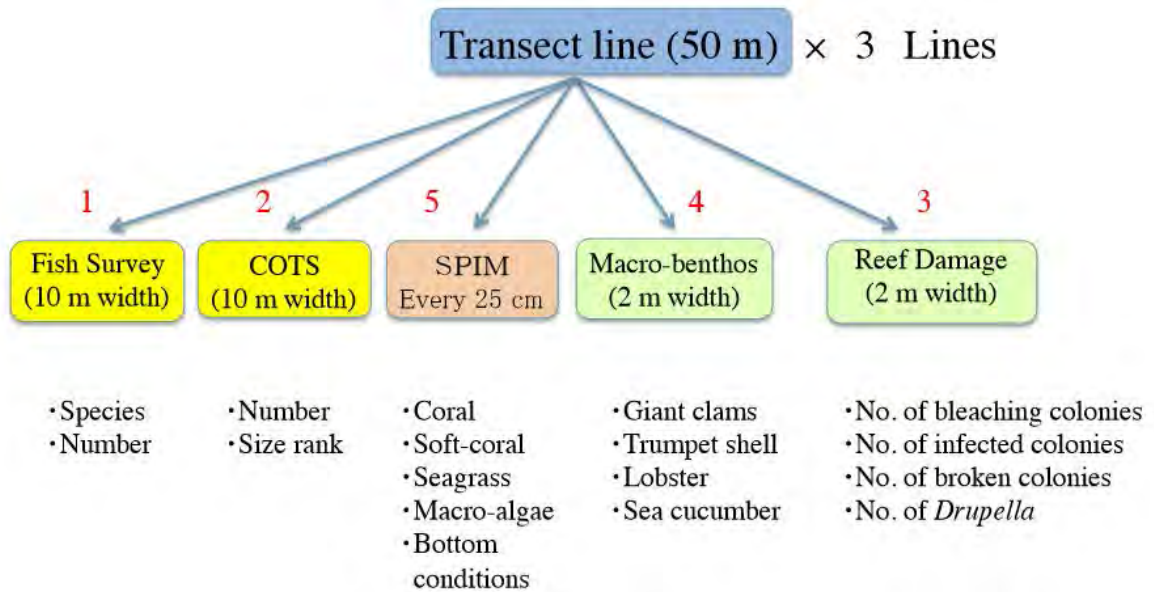 Transect line (50 m) × 3 Lines
1
2
5
4
3
Fish Survey
(10 m width)
COTS
(10 m width)
SPIM
Every 25 cm
Macro-benthos
(2 m width)
Reef Damage
(2 m width)
・Species
・Number
・Number
・Size rank
・Coral
・Soft-coral
・Seagrass
・Macro-algae
・Bottom
conditions
・Giant clams
・Trumpet shell
・Lobster
・Sea cucumber
・No. of bleaching colonies
・No. of infected colonies
・No. of broken colonies
・No. of Drupella